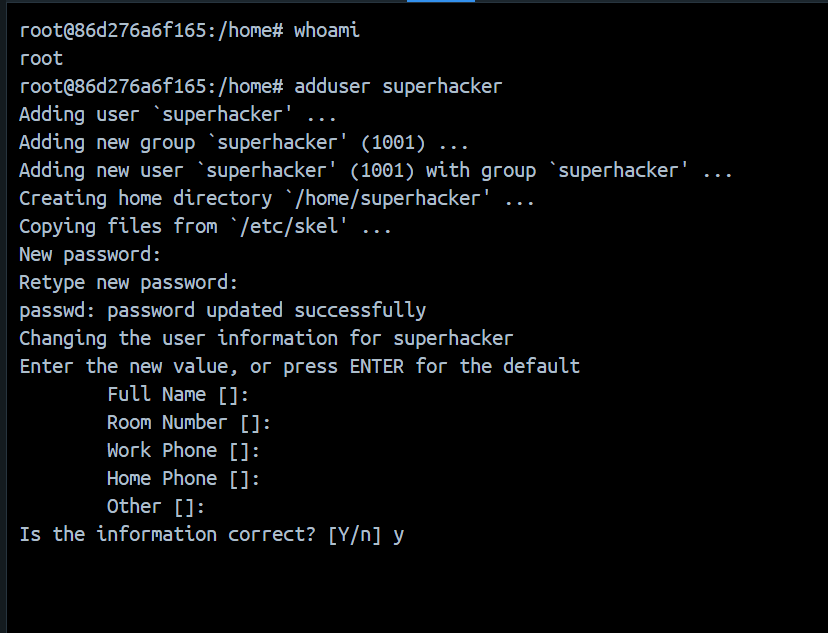 root@86d276a6f165:/home# whoami
root
root@86d276a6f165:/home# adduser superhacker
Adding user `superhacker' ...
Adding new group `superhacker' (1001) ...
Adding new user `superhacker' (1001) with group `superhacker' ...
Creating home directory `/home/superhacker' ...
Copying files from `/etc/skel' ...
New password:
Retype new password:
passwd: password updated successfully
Changing the user information for superhacker
Enter the new value, or press ENTER for the default
        Full Name []:
        Room Number []:
        Work Phone []:
        Home Phone []:
        Other []:
Is the information correct? [Y/n] y